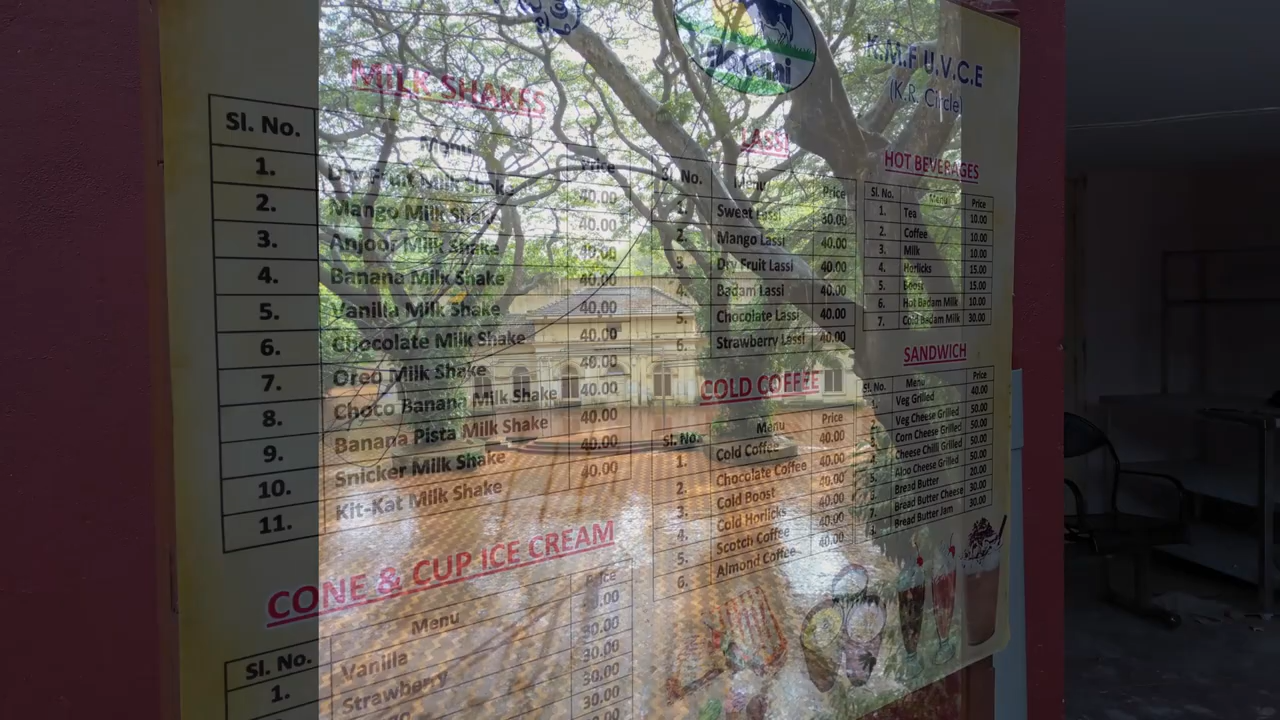 K.M.F U.V.C.E
(K.R. Circle)
MILK SHAKES
Sl. No. Menu Price
1. Dry Fruit Milk Shake 40.00
2. Mango Milk Shake 40.00
3. Anjoor Milk Shake 40.00
4. Banana Milk Shake 40.00
5. Vanilla Milk Shake 40.00
6. Chocolate Milk Shake 40.00
7. Oreo Milk Shake 40.00
8. Choco Banana Milk Shake 40.00
9. Banana Pista Milk Shake 40.00
10. Snicker Milk Shake 40.00
11. Kit-Kat Milk Shake 40.00
CONE & CUP ICE CREAM
Sl. No. Menu Price
1. Vanilla 30.00
Strawberry 30.00
30.00
LASSI
Sl. No. Menu Price
1. Sweet Lassi 30.00
2. Mango Lassi 40.00
3. Dry Fruit Lassi 40.00
4. Badam Lassi 40.00
5. Chocolate Lassi 40.00
6. Strawberry Lassi 40.00
COLD COFFEE
Sl. No. Menu Price
1. Cold Coffee 40.00
2. Chocolate Coffee 40.00
3. Cold Boost 40.00
4. Cold Horlicks 40.00
5. Scotch Coffee 40.00
6. Almond Coffee
HOT BEVERAGES
Sl. No. Menu Price
1. Tea 10.00
2. Coffee 10.00
3. Milk 10.00
4. Horlicks 15.00
5. Boost 15.00
6. Hot Badam Milk 10.00
7. Cold Badam Milk 30.00
SANDWICH
Sl. No. Menu Price
Veg Grilled 40.00
Veg Cheese Grilled 50.00
Corn Cheese Grilled 50.00
Cheese Chilli Grilled 50.00
Aloo Cheese Grilled 50.00
Bread Butter 20.00
Bread Butter Cheese 30.00
Bread Butter Jam 30.00